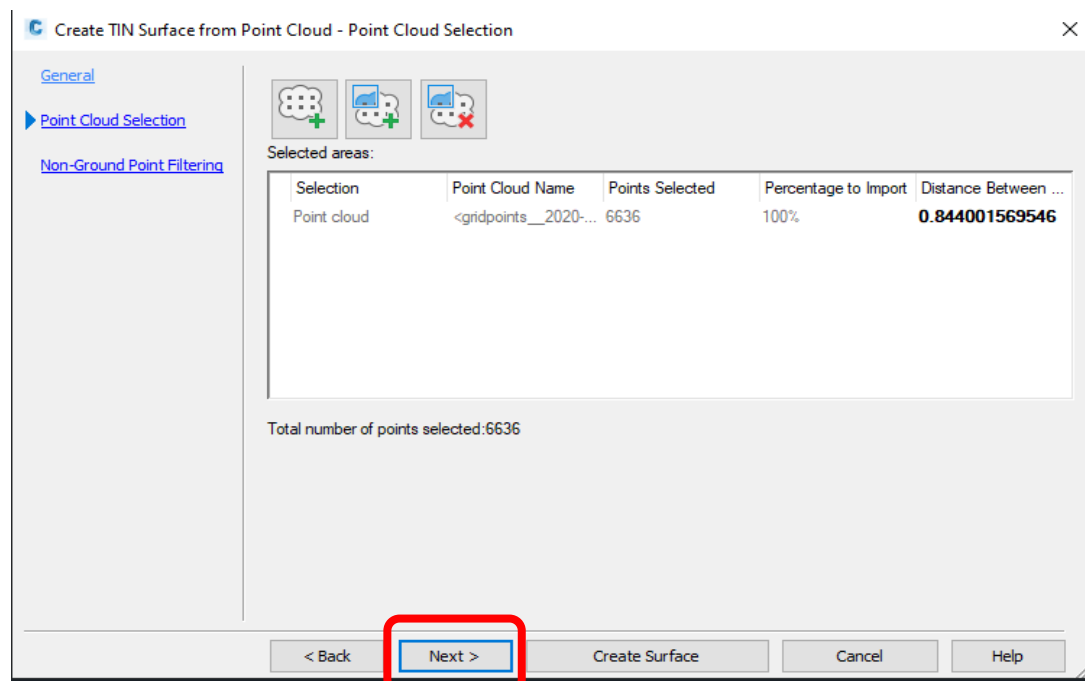 Create TIN Surface from Point Cloud - Point Cloud Selection
General
Point Cloud Selection
Non-Ground Point Filtering
Selected areas:
Selection Point Cloud Name Points Selected Percentage to Import Distance Between ...
Point cloud <gridpoints__2020-... 6636 100% 0.844001569546
Total number of points selected:6636
< Back Next > Create Surface Cancel Help